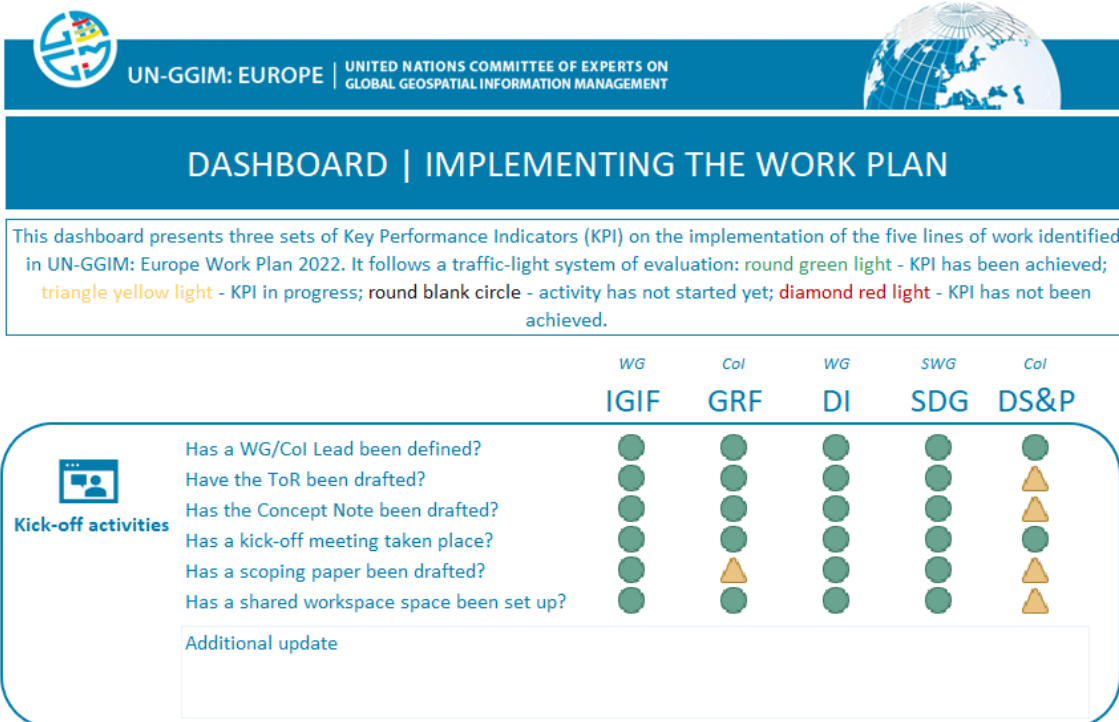 UN-GGIM: EUROPE
UNITED NATIONS COMMITTEE OF EXPERTS ON
GLOBAL GEOSPATIAL INFORMATION MANAGEMENT
DASHBOARD | IMPLEMENTING THE WORK PLAN
This dashboard presents three sets of Key Performance Indicators (KPI) on the implementation of the five lines of work identified
in UN-GGIM: Europe Work Plan 2022. It follows a traffic-light system of evaluation: round green light - KPI has been achieved;
triangle yellow light - KPI in progress; round blank circle - activity has not started yet; diamond red light - KPI has not been
achieved.
WG CoI WG SWG CoI
IGIF GRF DI SDG DS&P
Kick-off activities
Has a WG/CoI Lead been defined?
Have the ToR been drafted?
Has the Concept Note been drafted?
Has a kick-off meeting taken place?
Has a scoping paper been drafted?
Has a shared workspace space been set up?
Additional update